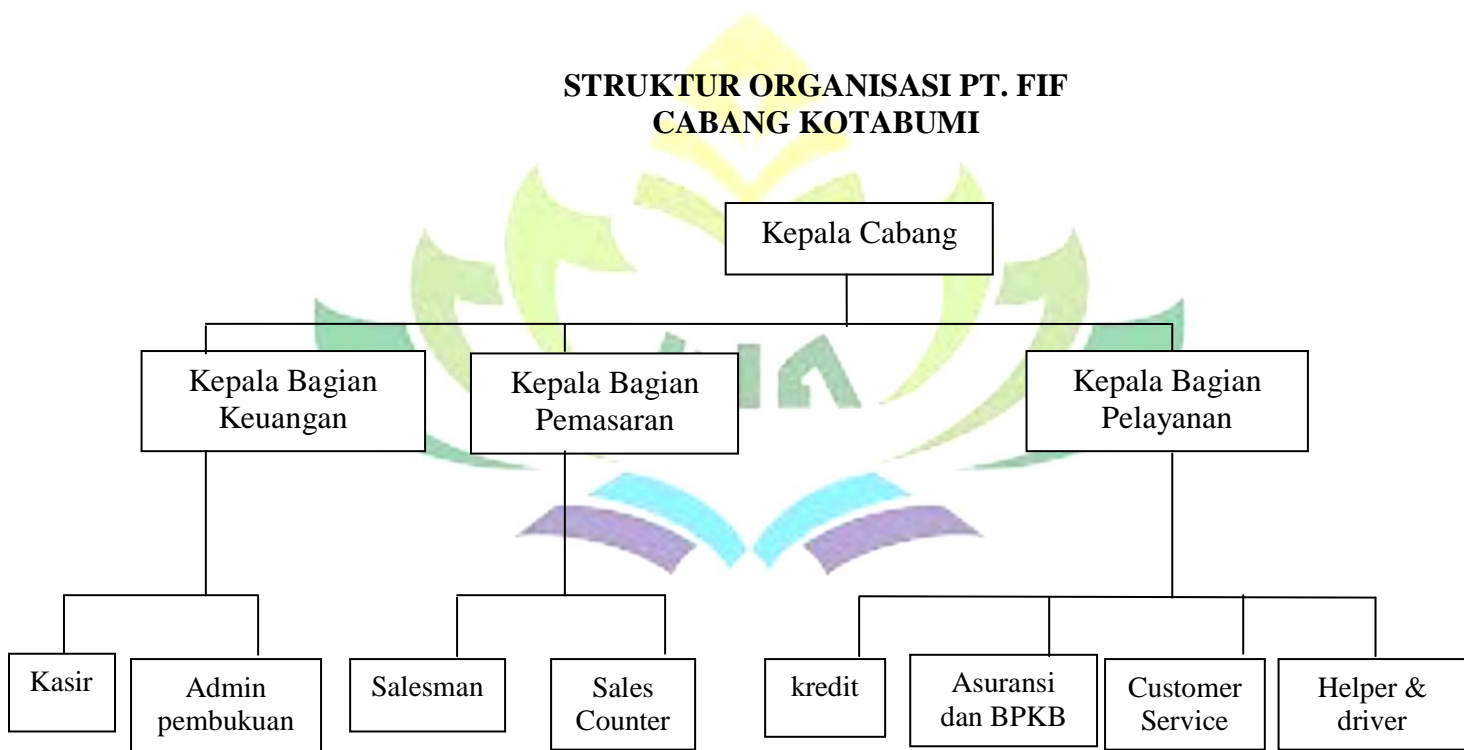 STRUKTUR ORGANISASI PT. FIF
CABANG KOTABUMI
Kepala Cabang
Kepala Bagian
Keuangan
Kepala Bagian
Pemasaran
Kepala Bagian
Pelayanan
Kasir
Admin
pembukuan
Salesman
Sales
Counter
kredit
Asuransi
dan BPKB
Customer
Service
Helper &
driver